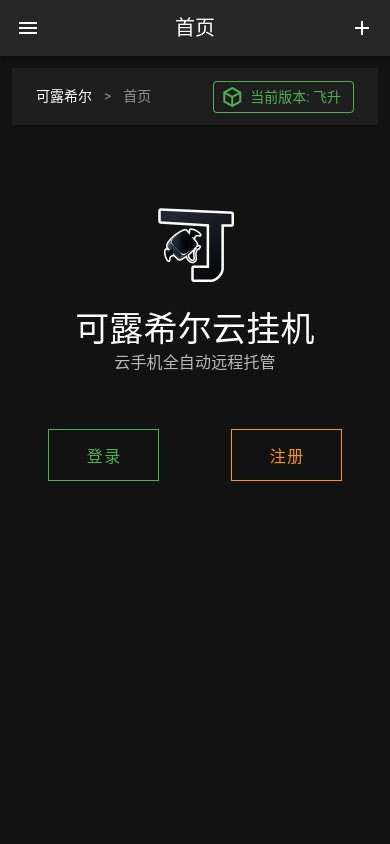 首页
可露希尔 > 首页
当前版本: 飞升
可
可露希尔云挂机
云手机全自动远程托管
登录
注册